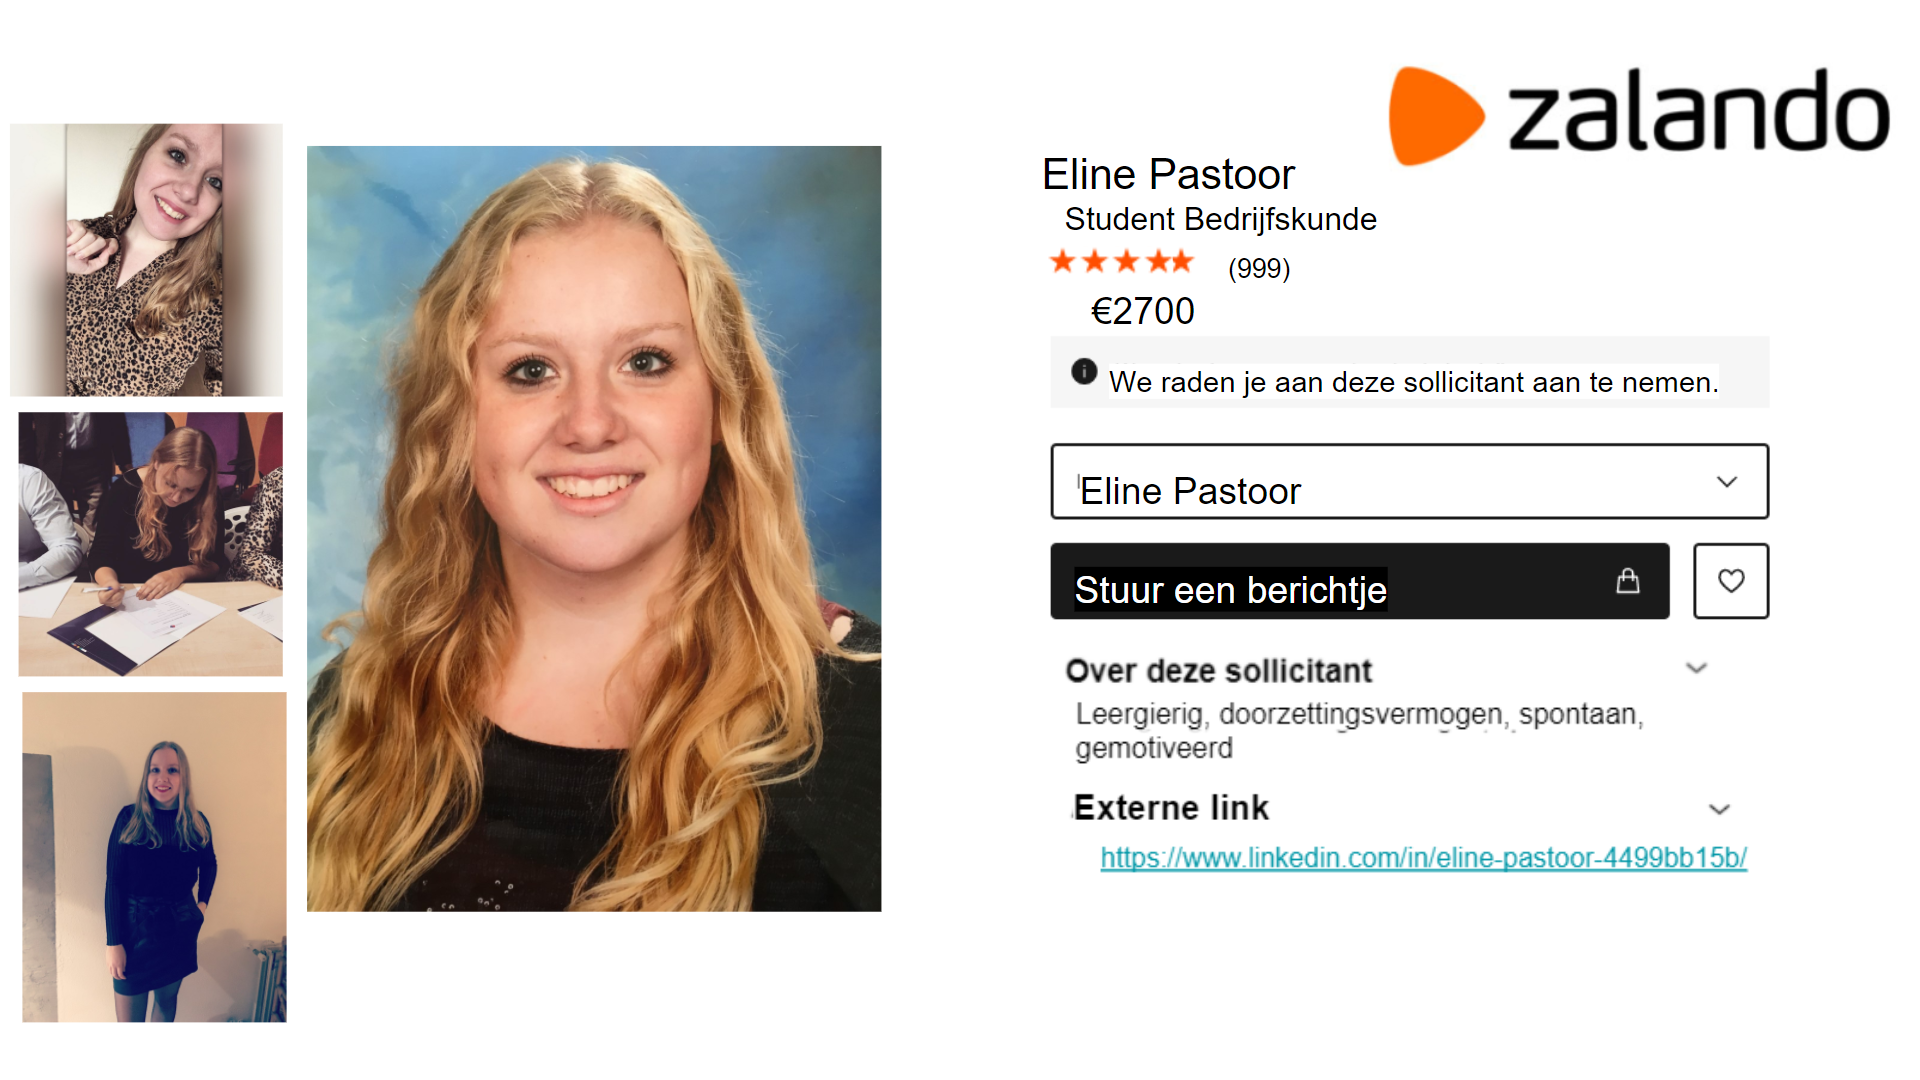 zalando
Eline Pastoor
Student Bedrijfskunde
(999)
€2700
We raden je aan deze sollicitant aan te nemen.
Eline Pastoor
Stuur een berichtje
Over deze sollicitant
Leergierig, doorzettingsvermogen, spontaan,
gemotiveerd
Externe link
https://www.linkedin.com/in/eline-pastoor-4499bb15b/